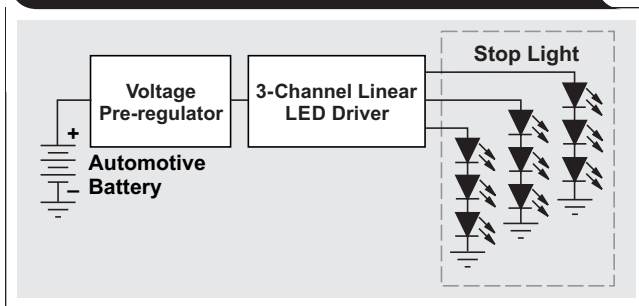 Stop Light
Voltage
Pre-regulator
3-Channel Linear
LED Driver
+
Automotive
Battery
–